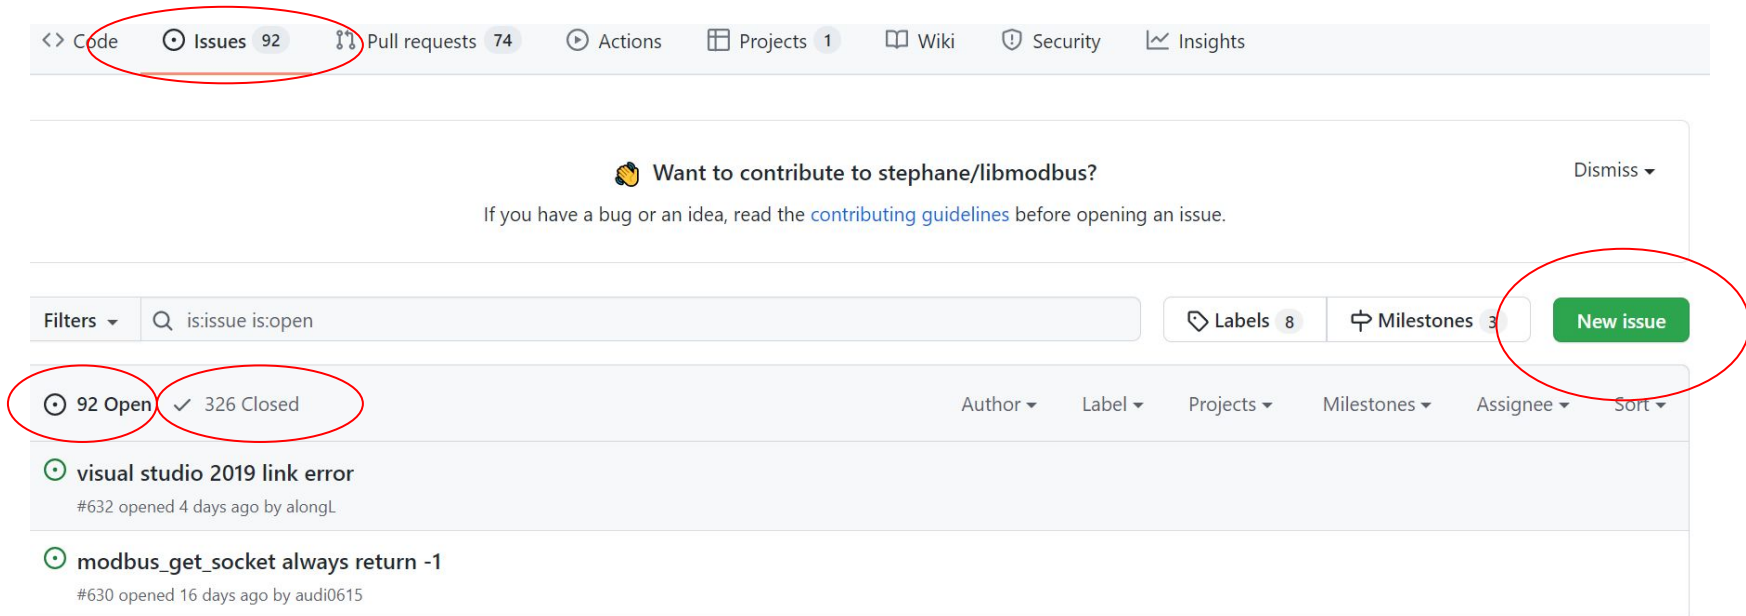 Code Issues 92 Pull requests 74 Actions Projects 1 Wiki Security Insights
Want to contribute to stephane/libmodbus?
Dismiss
If you have a bug or an idea, read the contributing guidelines before opening an issue.
Filters is:issue is:open Labels 8 Milestones 3 New issue
92 Open 326 Closed Author Label Projects Milestones Assignee Sort
visual studio 2019 link error
#632 opened 4 days ago by alongL
modbus_get_socket always return -1
#630 opened 16 days ago by audi0615